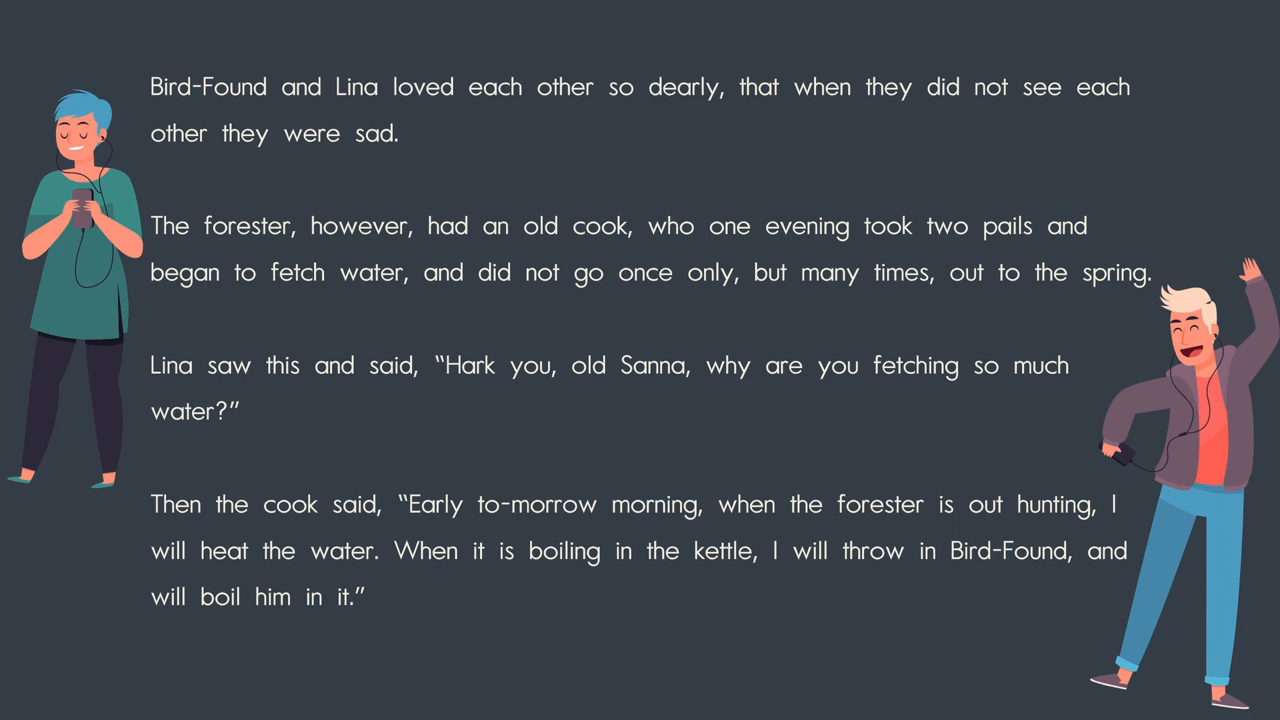 Bird-Found and Lina loved each other so dearly, that when they did not see each
other they were sad.
The forester, however, had an old cook, who one evening took two pails and
began to fetch water, and did not go once only, but many times, out to the spring.
Lina saw this and said, “Hark you, old Sanna, why are you fetching so much
water?”
Then the cook said, “Early to-morrow morning, when the forester is out hunting, I
will heat the water. When it is boiling in the kettle, I will throw in Bird-Found, and
will boil him in it.”